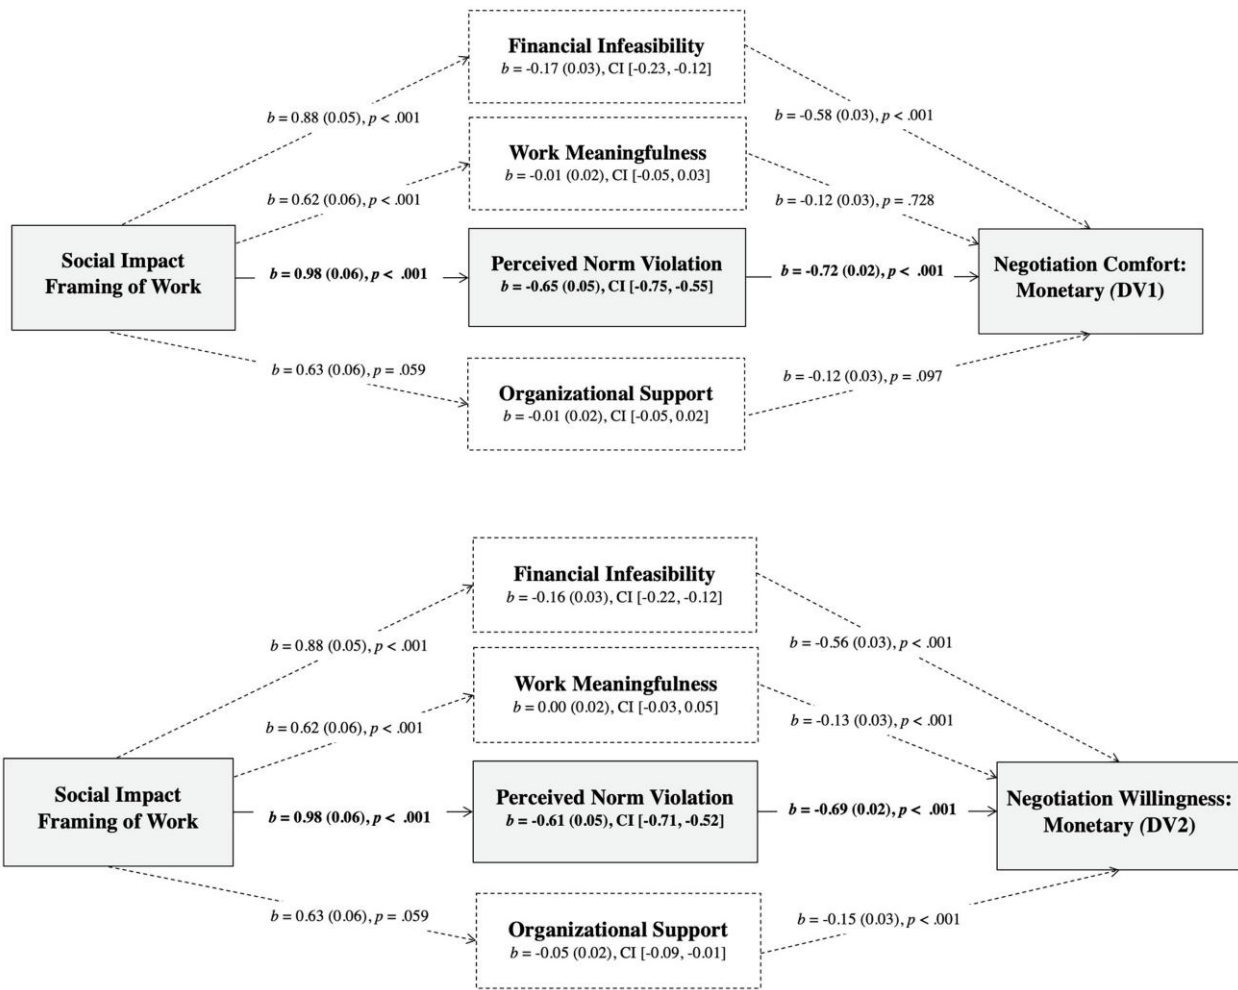 Financial Infeasibility
b = -0.17 (0.03), CI [-0.23, -0.12]
b = 0.88 (0.05), p < .001
b = -0.58 (0.03), p < .001
Work Meaningfulness
b = -0.01 (0.02), CI [-0.05, 0.03]
b = 0.62 (0.06), p < .001
b = -0.12 (0.03), p = .728
Social Impact
Framing of Work
b = 0.98 (0.06), p < .001
Perceived Norm Violation
b = -0.65 (0.05), CI [-0.75, -0.55]
b = -0.72 (0.02), p < .001
Negotiation Comfort:
Monetary (DV1)
b = 0.63 (0.06), p = .059
Organizational Support
b = -0.01 (0.02), CI [-0.05, 0.02]
b = -0.12 (0.03), p = .097
Financial Infeasibility
b = -0.16 (0.03), CI [-0.22, -0.12]
b = 0.88 (0.05), p < .001
b = -0.56 (0.03), p < .001
Work Meaningfulness
b = 0.00 (0.02), CI [-0.03, 0.05]
b = 0.62 (0.06), p < .001
b = -0.13 (0.03), p < .001
Social Impact
Framing of Work
b = 0.98 (0.06), p < .001
Perceived Norm Violation
b = -0.61 (0.05), CI [-0.71, -0.52]
b = -0.69 (0.02), p < .001
Negotiation Willingness:
Monetary (DV2)
b = 0.63 (0.06), p = .059
Organizational Support
b = -0.05 (0.02), CI [-0.09, -0.01]
b = -0.15 (0.03), p < .001